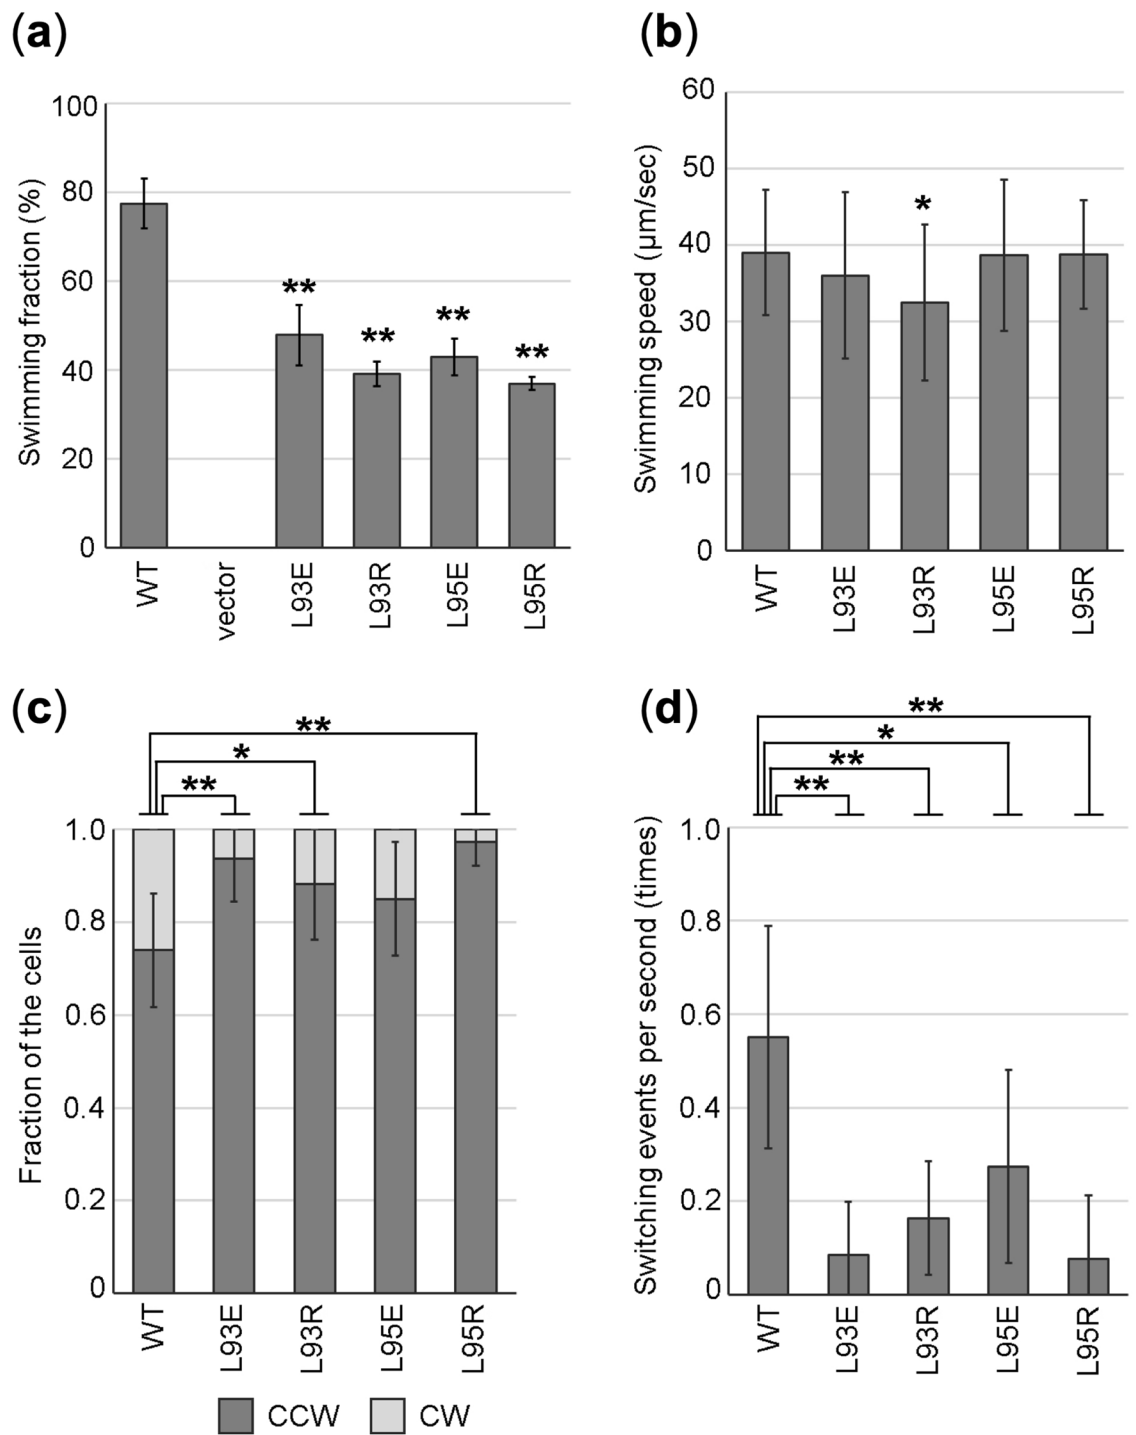 (a)
Swimming fraction (%)
100
80
60
40
20
0
**
**
**
**
WT
vector
L93E
L93R
L95E
L95R
(b)
Swimming speed (μm/sec)
60
50
40
30
20
10
0
*
WT
L93E
L93R
L95E
L95R
(c)
**
*
**
Fraction of the cells
1.0
0.8
0.6
0.4
0.2
0
WT
L93E
L93R
L95E
L95R
CCW
CW
(d)
**
*
**
**
Switching events per second (times)
1.0
0.8
0.6
0.4
0.2
0
WT
L93E
L93R
L95E
L95R